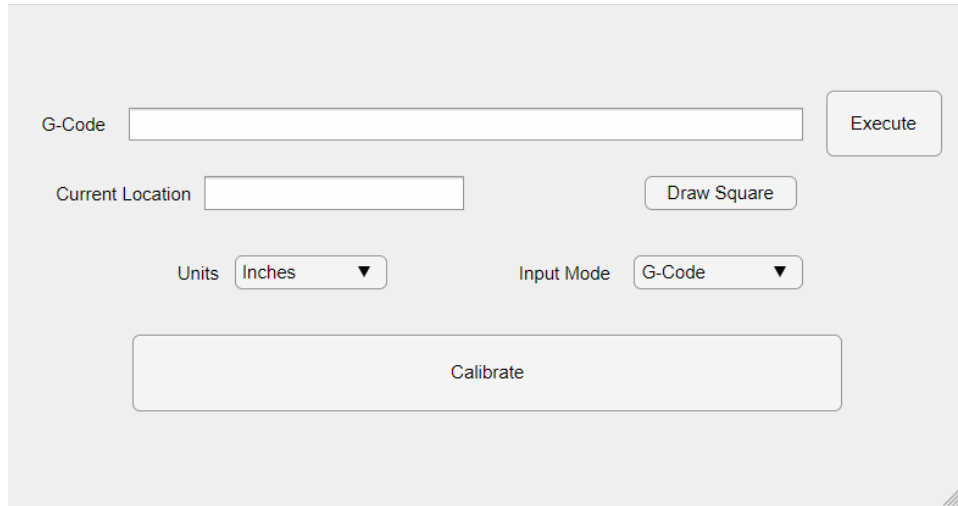 G-Code
Execute
Current Location
Draw Square
Units
Inches
Input Mode
G-Code
Calibrate